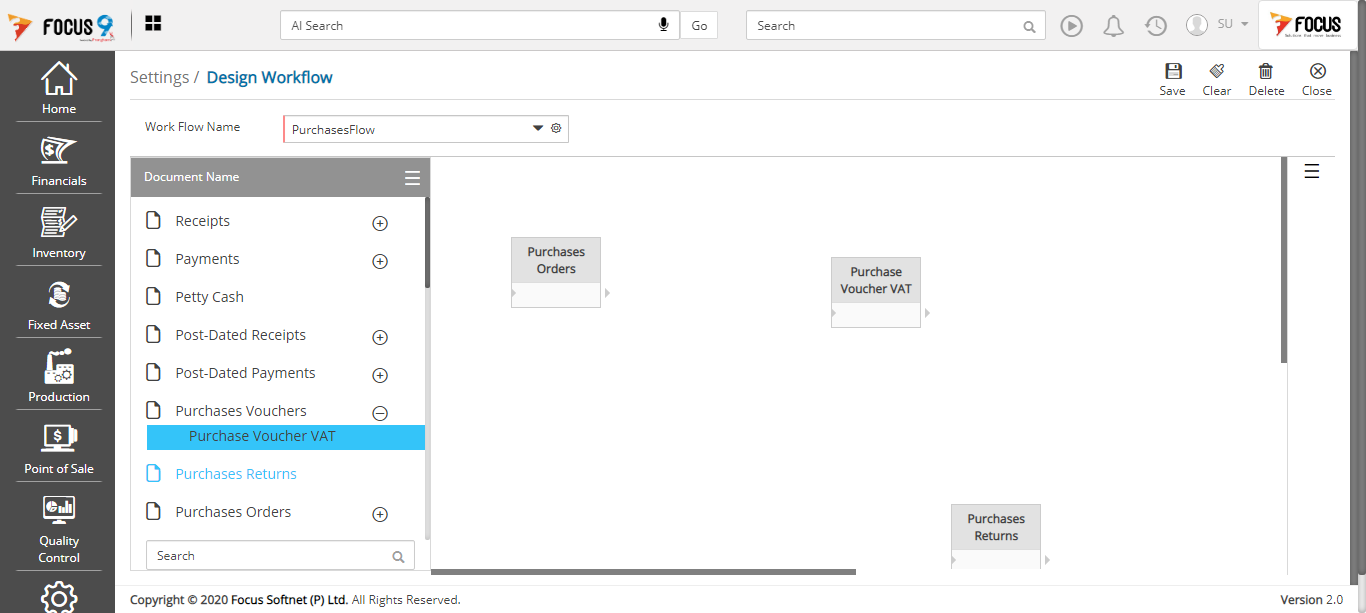 FOCUS 9
AI Search
Go
Search
SU
FOCUS
Settings / Design Workflow
Save
Clear
Delete
Close
Work Flow Name
PurchasesFlow
Home
Financials
Inventory
Fixed Asset
Production
Point of Sale
Quality
Control
Document Name
Receipts
Payments
Petty Cash
Post-Dated Receipts
Post-Dated Payments
Purchases Vouchers
Purchase Voucher VAT
Purchases Returns
Purchases Orders
Search
Purchases
Orders
Purchase
Voucher VAT
Purchases
Returns
Copyright © 2020 Focus Softnet (P) Ltd. All Rights Reserved.
Version 2.0